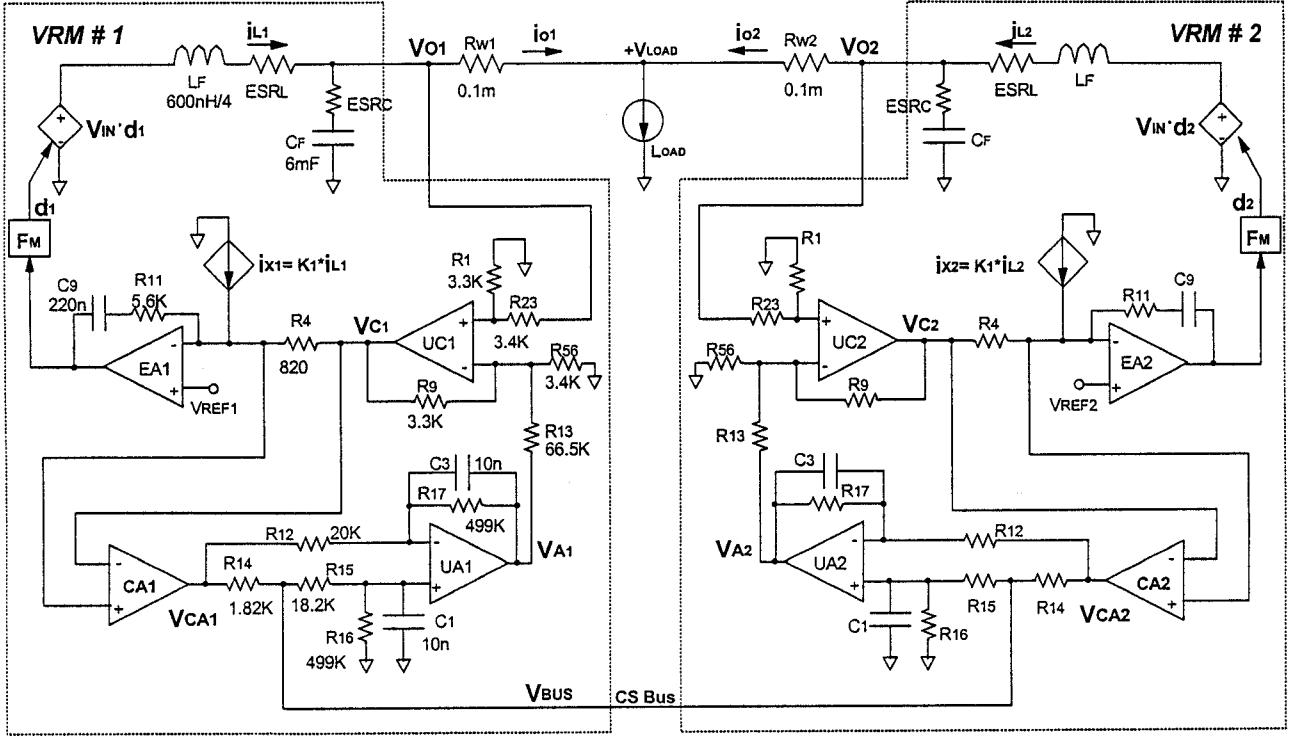 VRM # 1
iL1
VO1
RW1
io1
+VLOAD
io2
RW2
VO2
iL2
VRM # 2
LF
600nH/4
ESRL
0.1m
0.1m
ESRL
LF
ESRC
ESRC
VIN·d1
CF
6mF
LOAD
CF
VIN·d2
d1
d2
FM
FM
iX1= K1*iL1
R1
3.3K
R1
iX2= K1*iL2
C9
220n
R11
5.6K
R23
3.4K
R23
R11
C9
VC1
+
UC1
-
+
UC2
-
VC2
R4
820
R4
-
EA1
+
-
EA2
+
R56
3.4K
R56
VREF1
R9
3.3K
R9
VREF2
R13
66.5K
R13
C3
10n
C3
R17
499K
R17
R12
20K
R12
-
UA1
+
VA1
VA2
-
UA2
+
-
CA1
+
R14
1.82K
R15
18.2K
R15
R14
-
CA2
+
VCA1
VCA2
R16
499K
C1
10n
C1
R16
VBUS
CS Bus